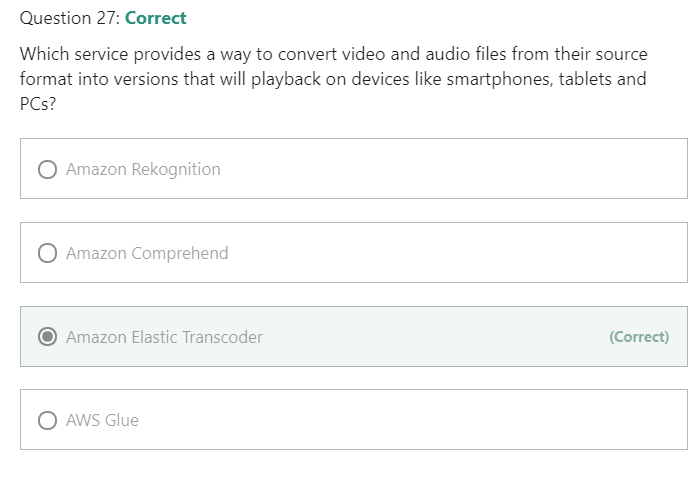 Question 27: Correct
Which service provides a way to convert video and audio files from their source
format into versions that will playback on devices like smartphones, tablets and
PCs?
Amazon Rekognition
Amazon Comprehend
Amazon Elastic Transcoder (Correct)
AWS Glue